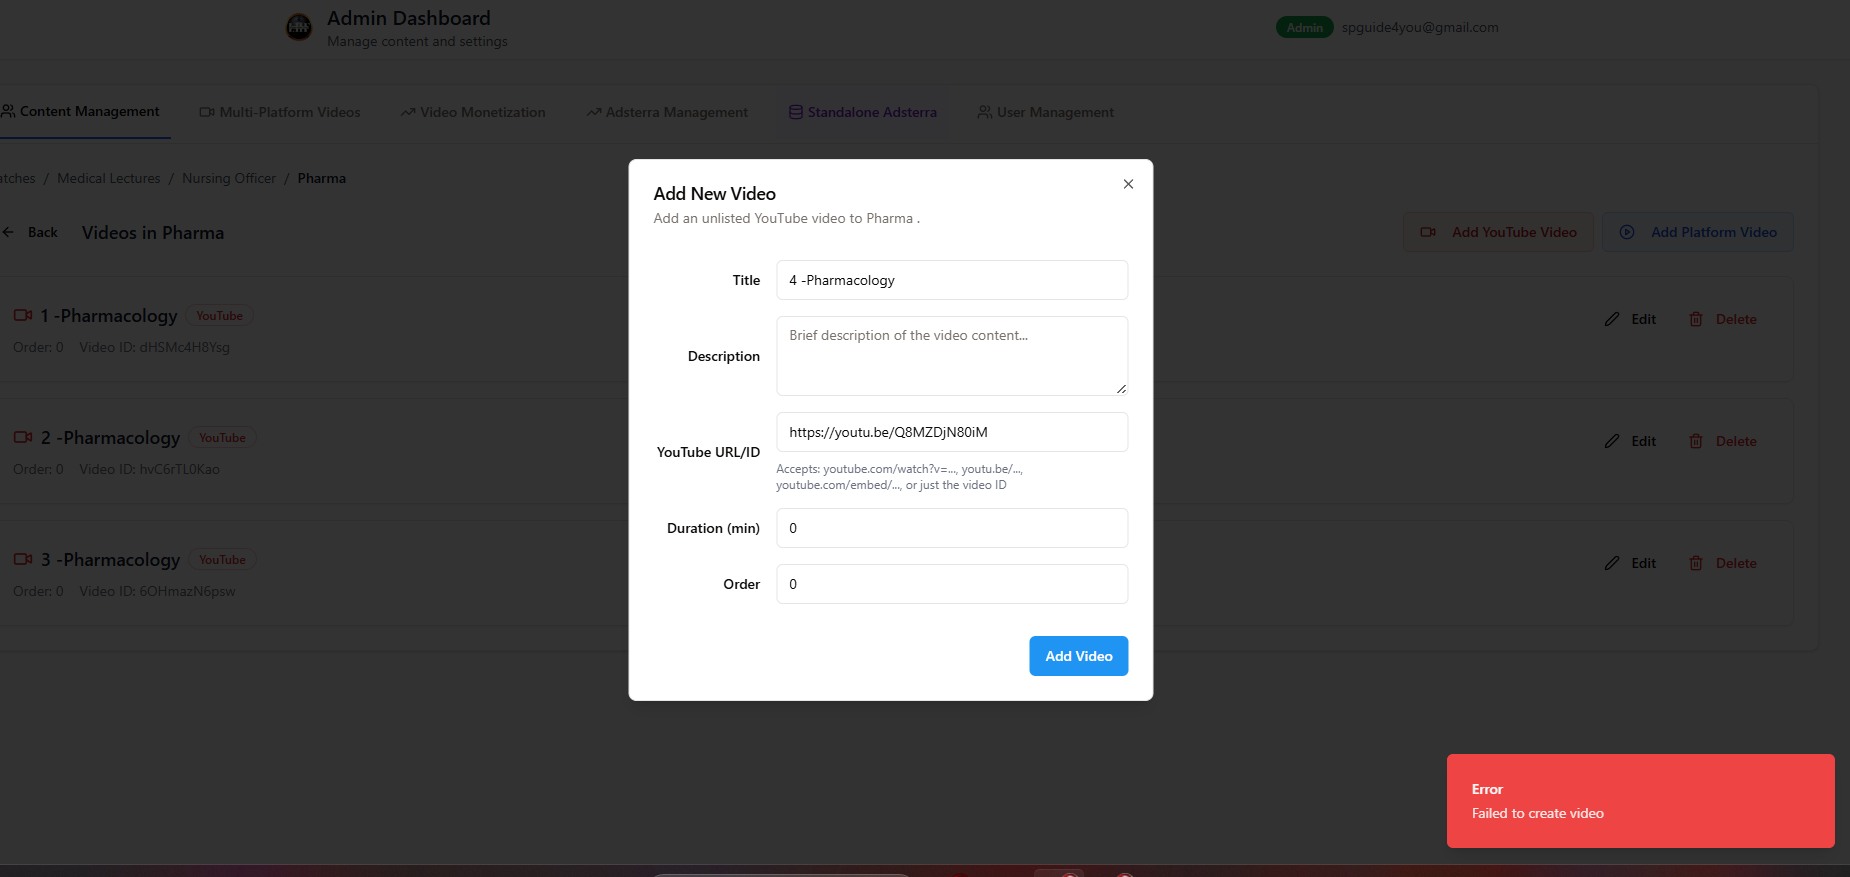 Admin Dashboard
Manage content and settings
Admin spguide4you@gmail.com
Content Management Multi-Platform Videos Video Monetization Adsterra Management Standalone Adsterra User Management
/ Medical Lectures / Nursing Officer / Pharma
Back Videos in Pharma
Add YouTube Video Add Platform Video
1 -Pharmacology YouTube
Order: 0 Video ID: dHSMc4H8Ysg
Edit Delete
2 -Pharmacology YouTube
Order: 0 Video ID: hvC6rTL0Kao
Edit Delete
3 -Pharmacology YouTube
Order: 0 Video ID: 6OHmazN6psw
Edit Delete
Add New Video
Add an unlisted YouTube video to Pharma .
Title 4 -Pharmacology
Description Brief description of the video content...
YouTube URL/ID https://youtu.be/Q8MZDjN80iM
Accepts: youtube.com/watch?v=..., youtu.be/...,
youtube.com/embed/..., or just the video ID
Duration (min) 0
Order 0
Add Video
Error
Failed to create video